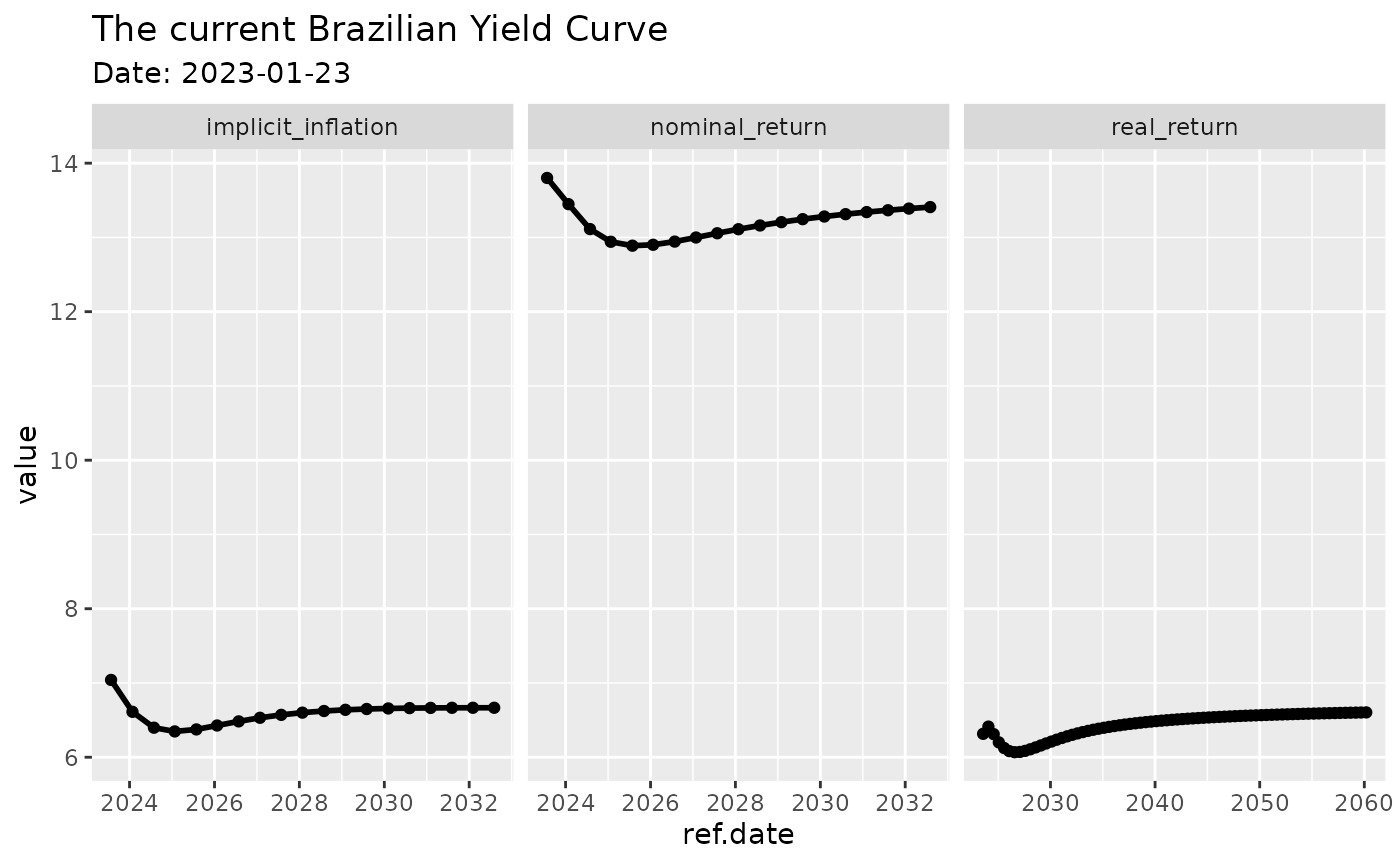 The current Brazilian Yield Curve
Date: 2023-01-23
implicit_inflation nominal_return real_return
14
12
10
8
6
value
2024 2026 2028 2030 2032 2024 2026 2028 2030 2032 2030 2040 2050 2060
ref.date